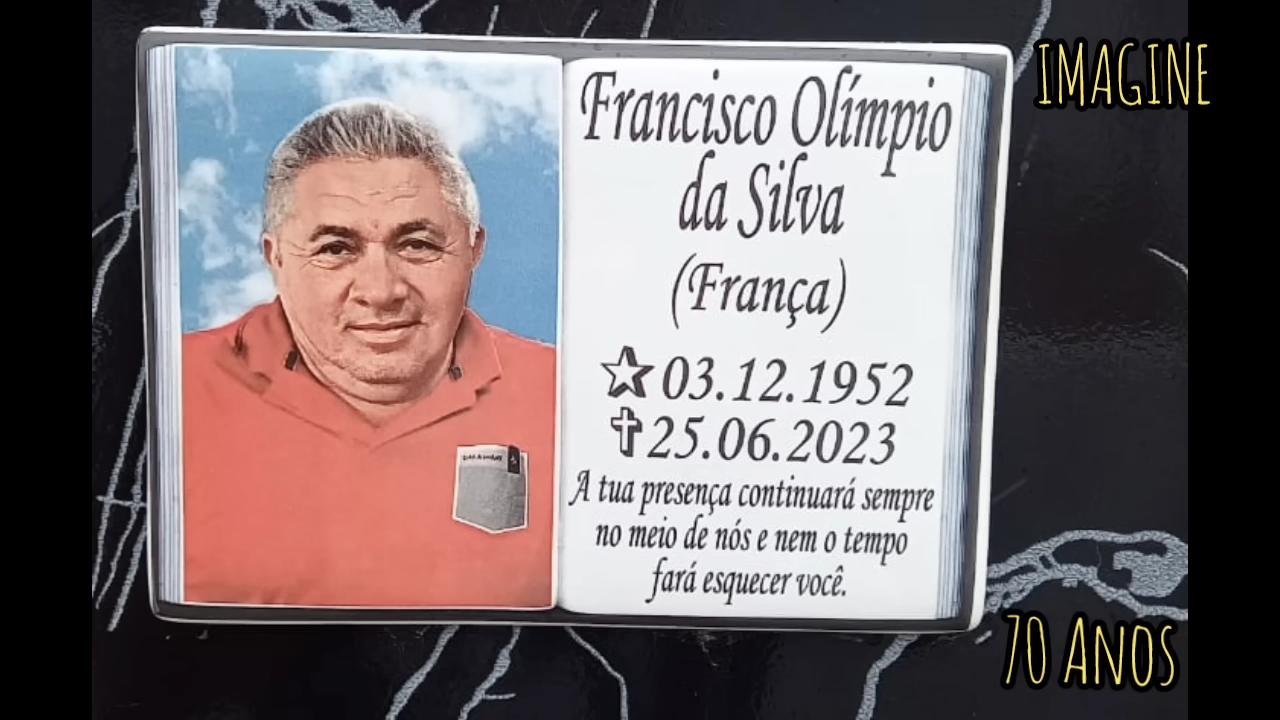 IMAGINE
Francisco Olímpio
da Silva
(França)
03.12.1952
25.06.2023
A tua presença continuará sempre
no meio de nós e nem o tempo
fará esquecer você.
70 Anos